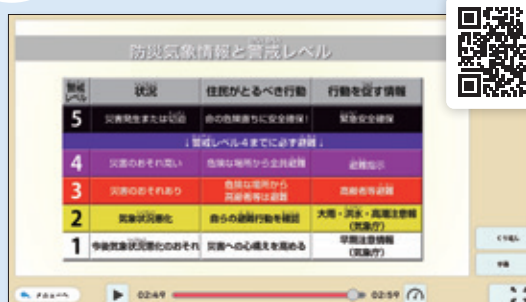 防災気象情報と警戒レベル
警戒レベル 状況 住民がとるべき行動 行動を促す情報
5 災害発生または切迫 命の危険直ちに安全確保! 緊急安全確保
↓警戒レベル4までに必ず避難↓
4 災害のおそれ高い 危険な場所から全員避難 避難指示
3 災害のおそれあり 危険な場所から高齢者等は避難 高齢者等避難
2 気象状況悪化 自らの避難行動を確認 大雨・洪水・高潮注意報(気象庁)
1 今後気象状況悪化のおそれ 災害への心構えを高める 早期注意情報(気象庁)
くり返し
字幕
02:49 02:59